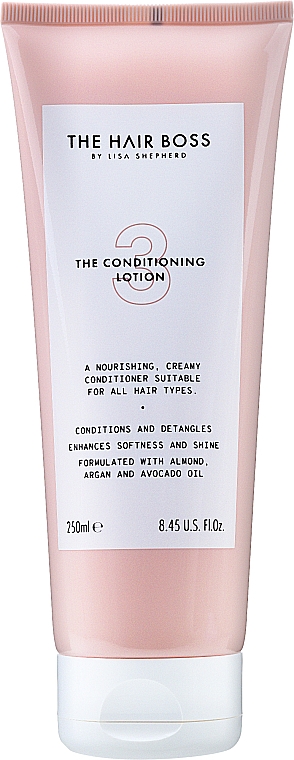 THE HAIR BOSS
BY LISA SHEPHERD
3
THE CONDITIONING
LOTION
A NOURISHING, CREAMY
CONDITIONER SUITABLE
FOR ALL HAIR TYPES.
•
CONDITIONS AND DETANGLES
ENHANCES SOFTNESS AND SHINE
FORMULATED WITH ALMOND,
ARGAN AND AVOCADO OIL
250ml℮ 8.45 U.S. Fl.Oz.